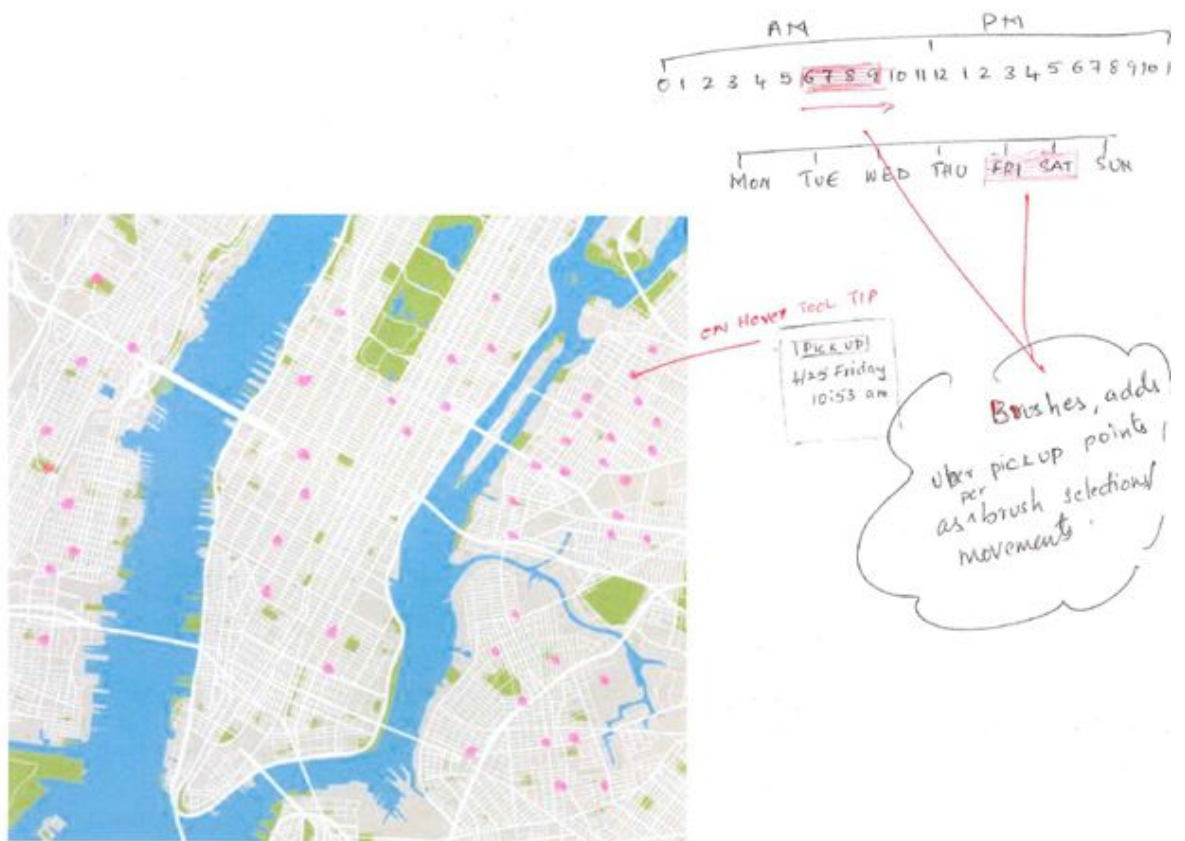 AM PM
0 1 2 3 4 5 6 7 8 9 10 11 12 1 2 3 4 5 6 7 8 9 10 1
MON TUE WED THU FRI SAT SUN
ON HOVER TOOL TIP
PICK UP
4/25 Friday
10:53 am
Brushes, adds
Uber pickup points,
per
as ^ brush selection/
movements.